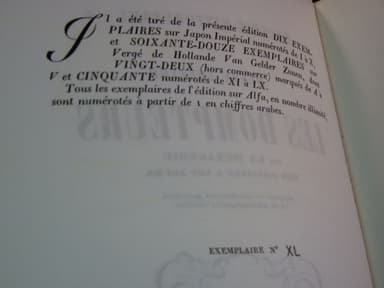 Il a été turé de la présente édition DIX EXEM-
PLAIRES sur Japon Impérial numérotés de I à X,
et SOIXANTE-DOUZE EXEMPLAIRES sur
Vergé de Hollande Van Gelder Zonen, dont
VINGT-DEUX (hors commerce) marqués de A à
V et CINQUANTE numérotés de XI à LX.
Tous les exemplaires de l'édition sur Alfa, en nombre illimité,
sont numérotés à partir de 1 en chiffres arabes.
LES DOMPTEURS
EXEMPLAIRE N° XL